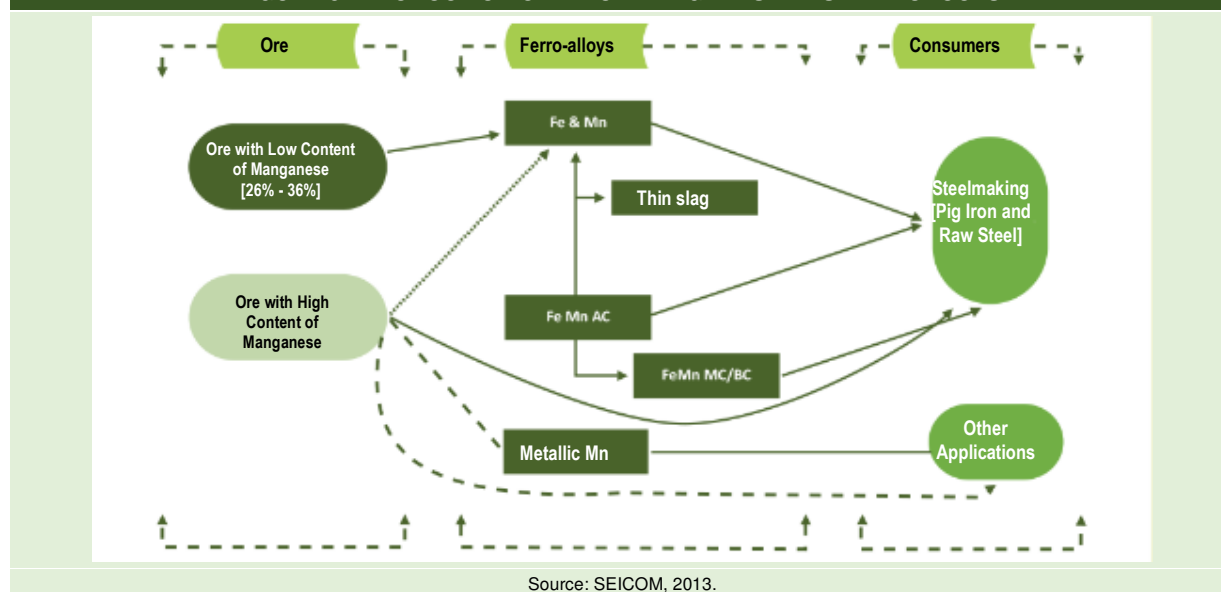 Ore
Ferro-alloys
Consumers
Fe & Mn
Ore with Low Content
of Manganese
[26% - 36%]
Thin slag
Steelmaking
[Pig Iron and
Raw Steel]
Ore with High
Content of
Manganese
Fe Mn AC
FeMn MC/BC
Metallic Mn
Other
Applications
Source: SEICOM, 2013.